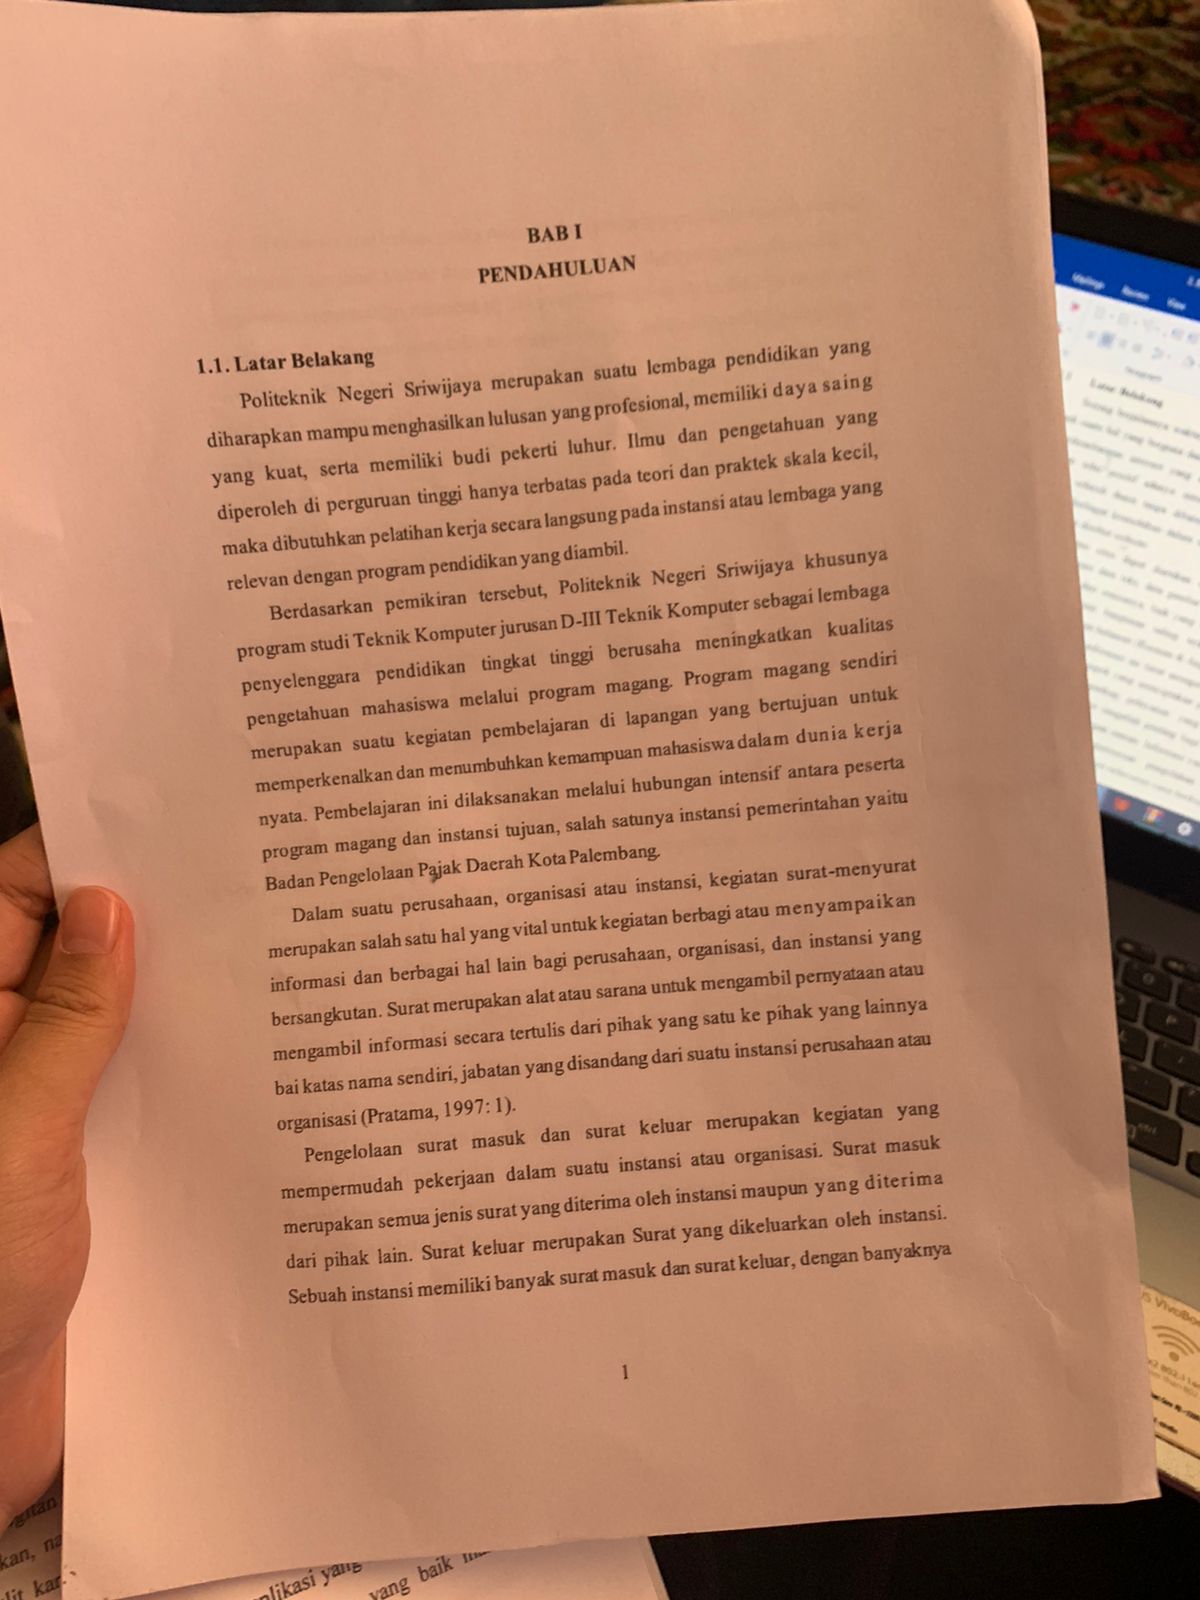 BAB I
PENDAHULUAN
1.1. Latar Belakang
Politeknik Negeri Sriwijaya merupakan suatu lembaga pendidikan yang
diharapkan mampu menghasilkan lulusan yang profesional, memiliki daya saing
yang kuat, serta memiliki budi pekerti luhur. Ilmu dan pengetahuan yang
diperoleh di perguruan tinggi hanya terbatas pada teori dan praktek skala kecil,
maka dibutuhkan pelatihan kerja secara langsung pada instansi atau lembaga yang
relevan dengan program pendidikan yang diambil.
Berdasarkan pemikiran tersebut, Politeknik Negeri Sriwijaya khusunya
program studi Teknik Komputer jurusan D-III Teknik Komputer sebagai lembaga
penyelenggara pendidikan tingkat tinggi berusaha meningkatkan kualitas
pengetahuan mahasiswa melalui program magang. Program magang sendiri
merupakan suatu kegiatan pembelajaran di lapangan yang bertujuan untuk
memperkenalkan dan menumbuhkan kemampuan mahasiswa dalam dunia kerja
nyata. Pembelajaran ini dilaksanakan melalui hubungan intensif antara peserta
program magang dan instansi tujuan, salah satunya instansi pemerintahan yaitu
Badan Pengelolaan Pajak Daerah Kota Palembang.
Dalam suatu perusahaan, organisasi atau instansi, kegiatan surat-menyurat
merupakan salah satu hal yang vital untuk kegiatan berbagi atau menyampaikan
informasi dan berbagai hal lain bagi perusahaan, organisasi, dan instansi yang
bersangkutan. Surat merupakan alat atau sarana untuk mengambil pernyataan atau
mengambil informasi secara tertulis dari pihak yang satu ke pihak yang lainnya
bai katas nama sendiri, jabatan yang disandang dari suatu instansi perusahaan atau
organisasi (Pratama, 1997: 1).
Pengelolaan surat masuk dan surat keluar merupakan kegiatan yang
mempermudah pekerjaan dalam suatu instansi atau organisasi. Surat masuk
merupakan semua jenis surat yang diterima oleh instansi maupun yang diterima
dari pihak lain. Surat keluar merupakan Surat yang dikeluarkan oleh instansi.
Sebuah instansi memiliki banyak surat masuk dan surat keluar, dengan banyaknya
1
Mailings Review View
Latar Belakang
kan,
plikasi yang
yang baik